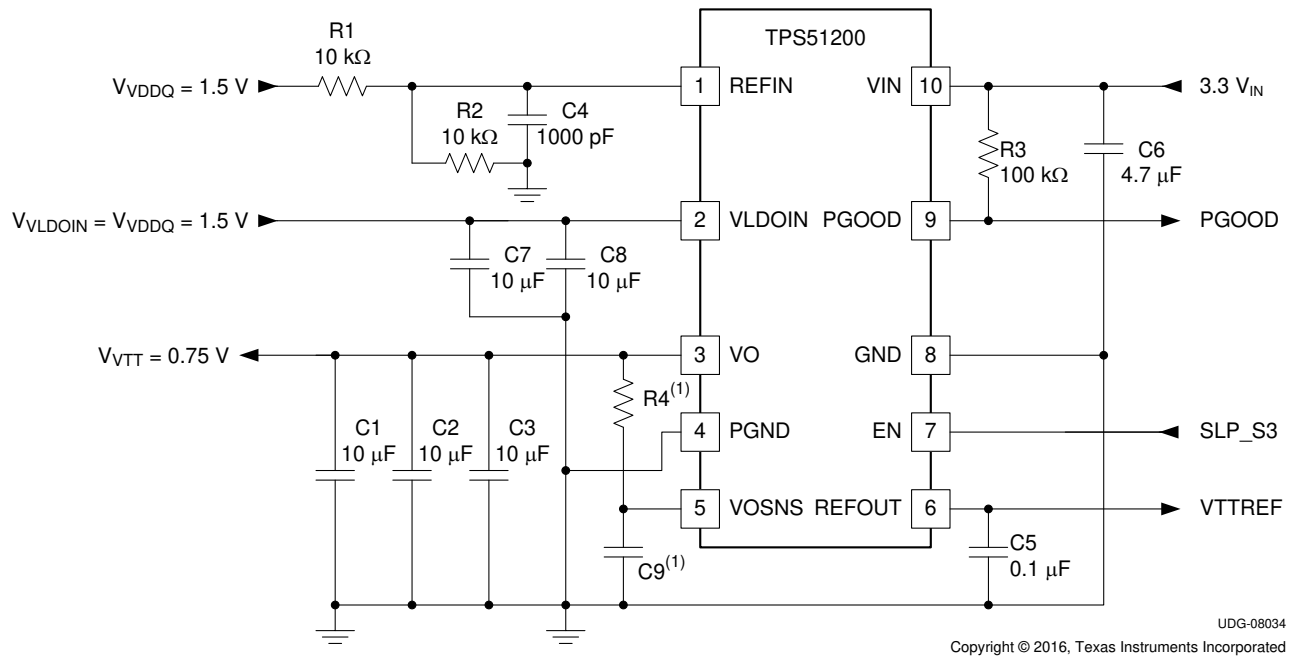 TPS51200
R1
10 kΩ
V_VDDQ = 1.5 V
1
REFIN
VIN
10
3.3 V_IN
R2
10 kΩ
C4
1000 pF
R3
100 kΩ
C6
4.7 µF
V_VLDOIN = V_VDDQ = 1.5 V
2
VLDOIN
PGOOD
9
PGOOD
C7
10 µF
C8
10 µF
V_VTT = 0.75 V
3
VO
GND
8
R4(1)
C1
10 µF
C2
10 µF
C3
10 µF
4
PGND
EN
7
SLP_S3
5
VOSNS
REFOUT
6
VTTREF
C9(1)
C5
0.1 µF
UDG-08034
Copyright © 2016, Texas Instruments Incorporated